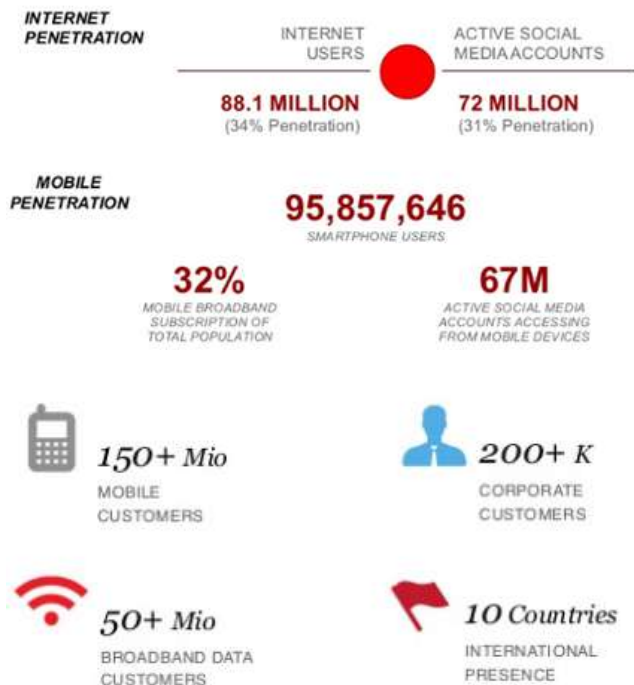 INTERNET
PENETRATION
INTERNET
USERS
ACTIVE SOCIAL
MEDIA ACCOUNTS
88.1 MILLION
(34% Penetration)
72 MILLION
(31% Penetration)
MOBILE
PENETRATION
95,857,646
SMARTPHONE USERS
32%
MOBILE BROADBAND
SUBSCRIPTION OF
TOTAL POPULATION
67M
ACTIVE SOCIAL MEDIA
ACCOUNTS ACCESSING
FROM MOBILE DEVICES
150+ Mio
MOBILE
CUSTOMERS
200+ K
CORPORATE
CUSTOMERS
50+ Mio
BROADBAND DATA
CUSTOMERS
10 Countries
INTERNATIONAL
PRESENCE